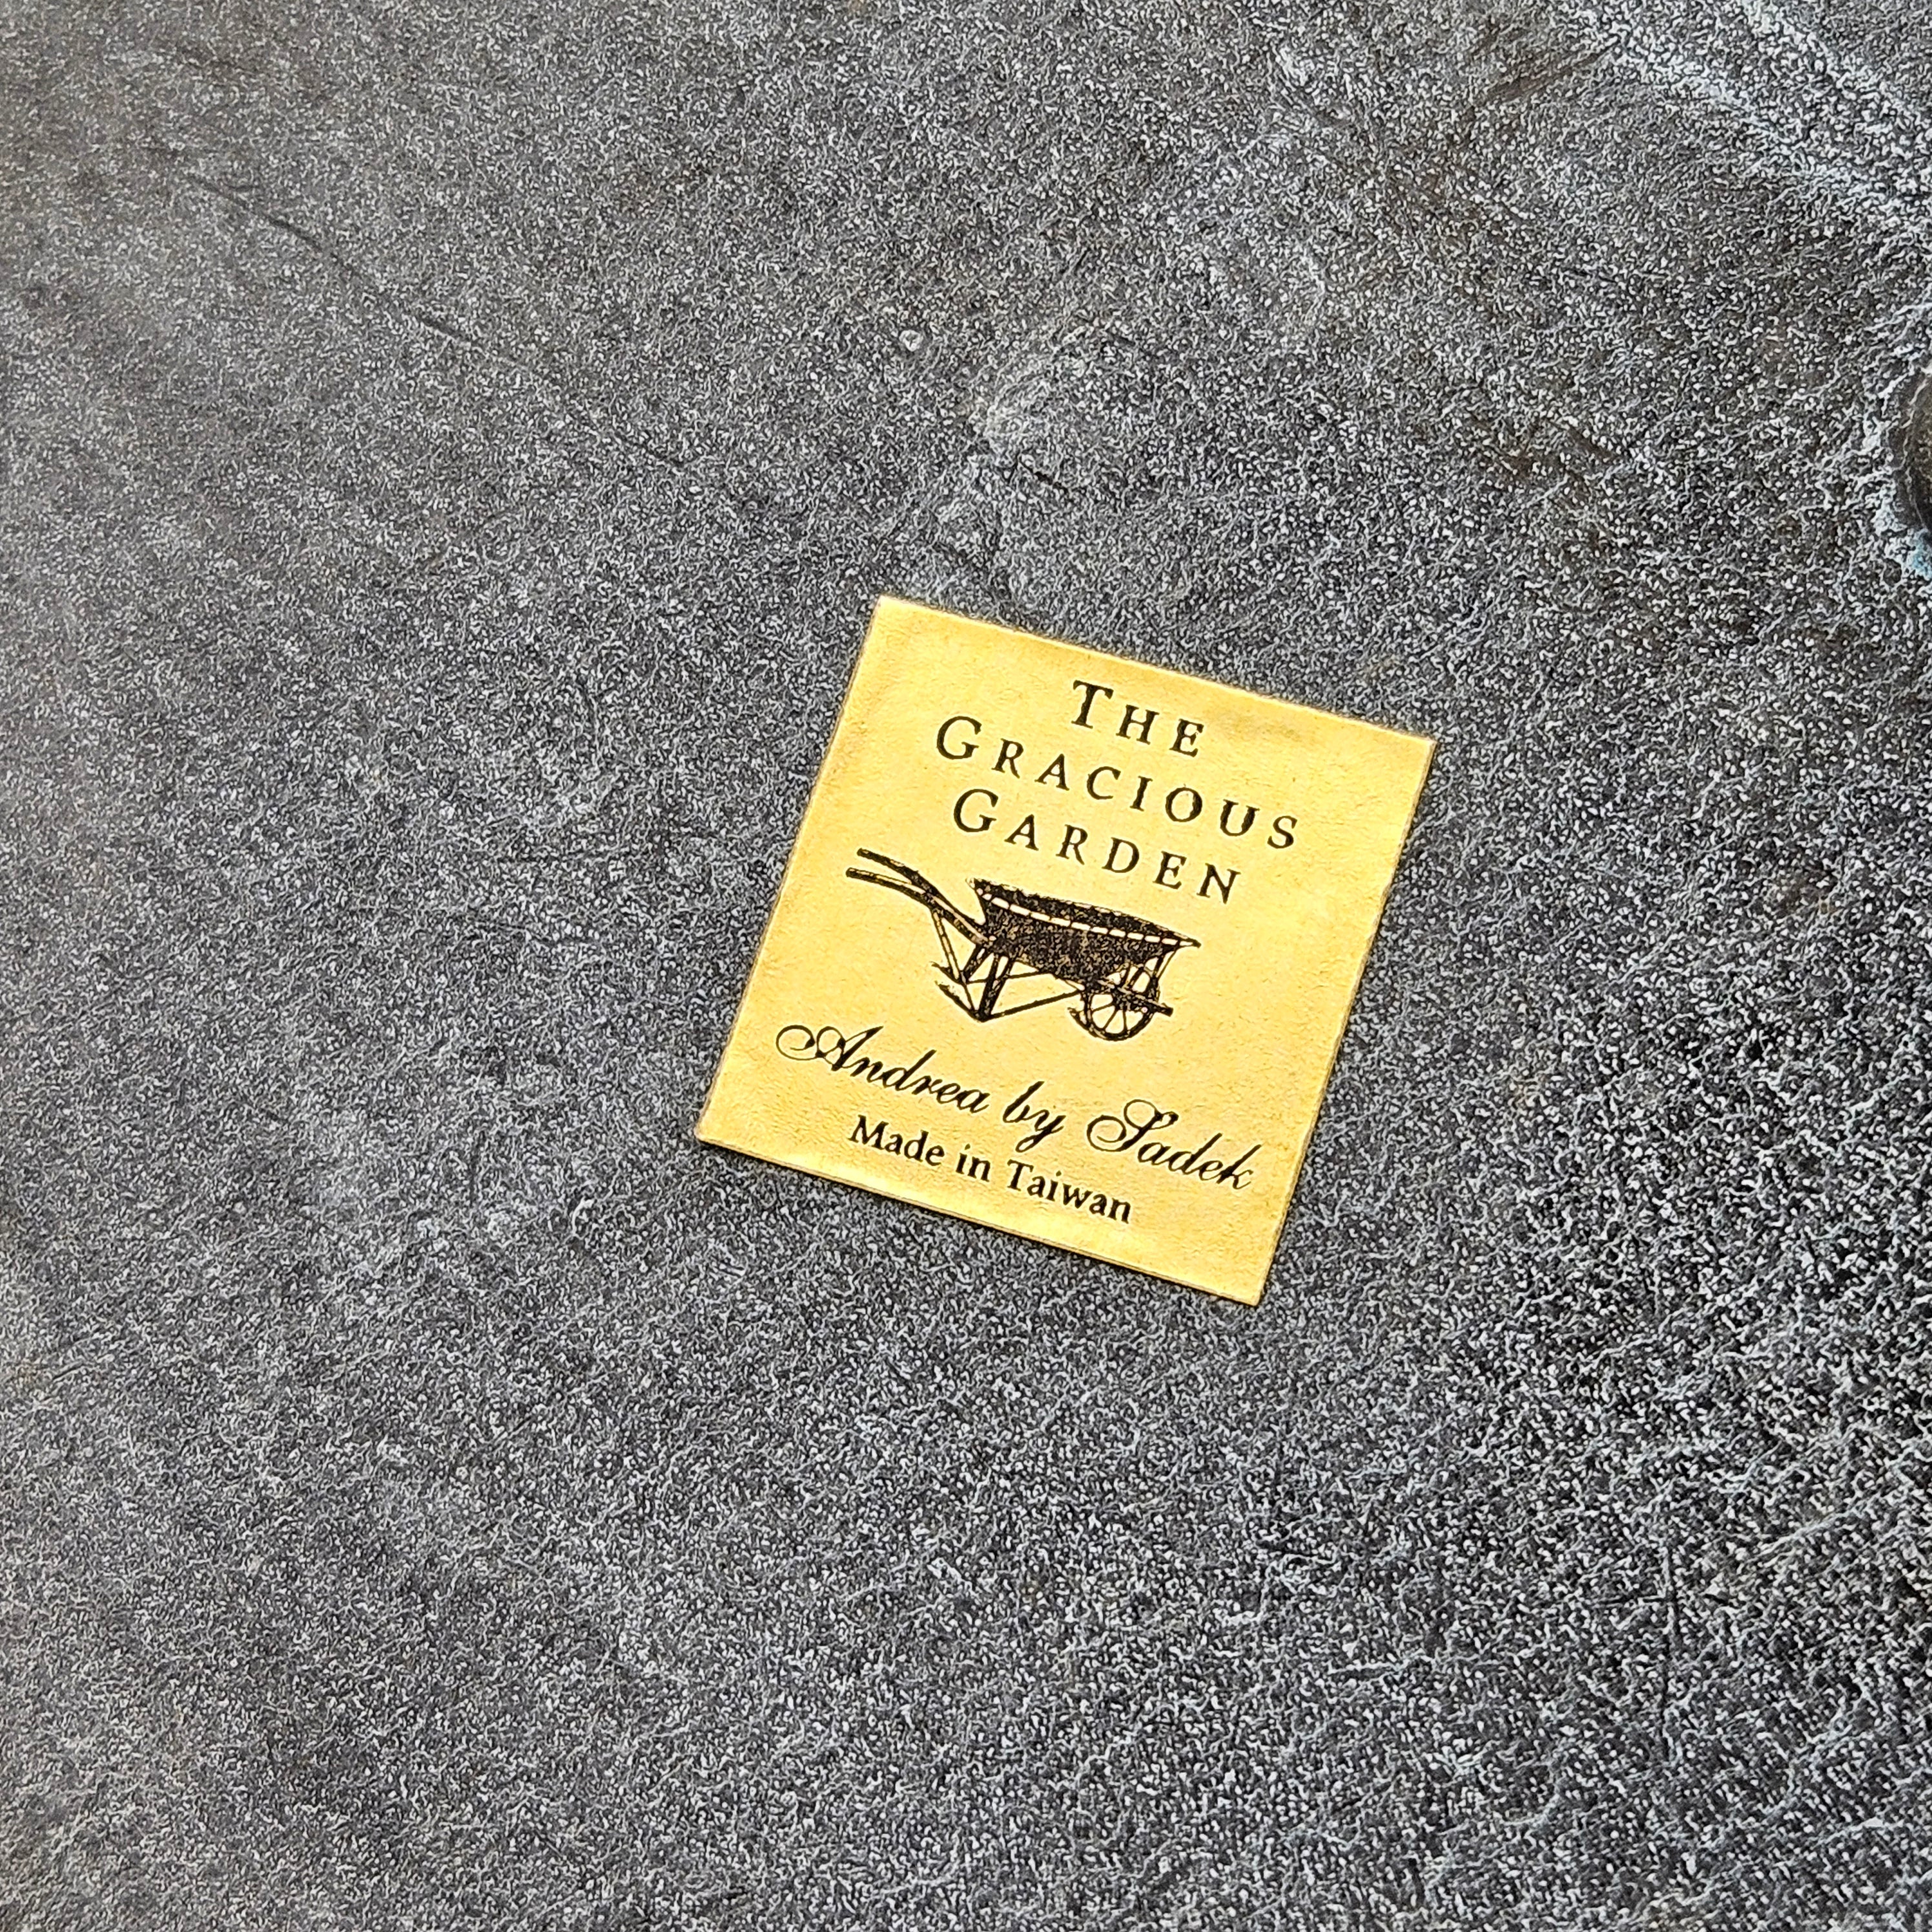 THE
GRACIOUS
GARDEN
Andrea by Sadek
Made in Taiwan